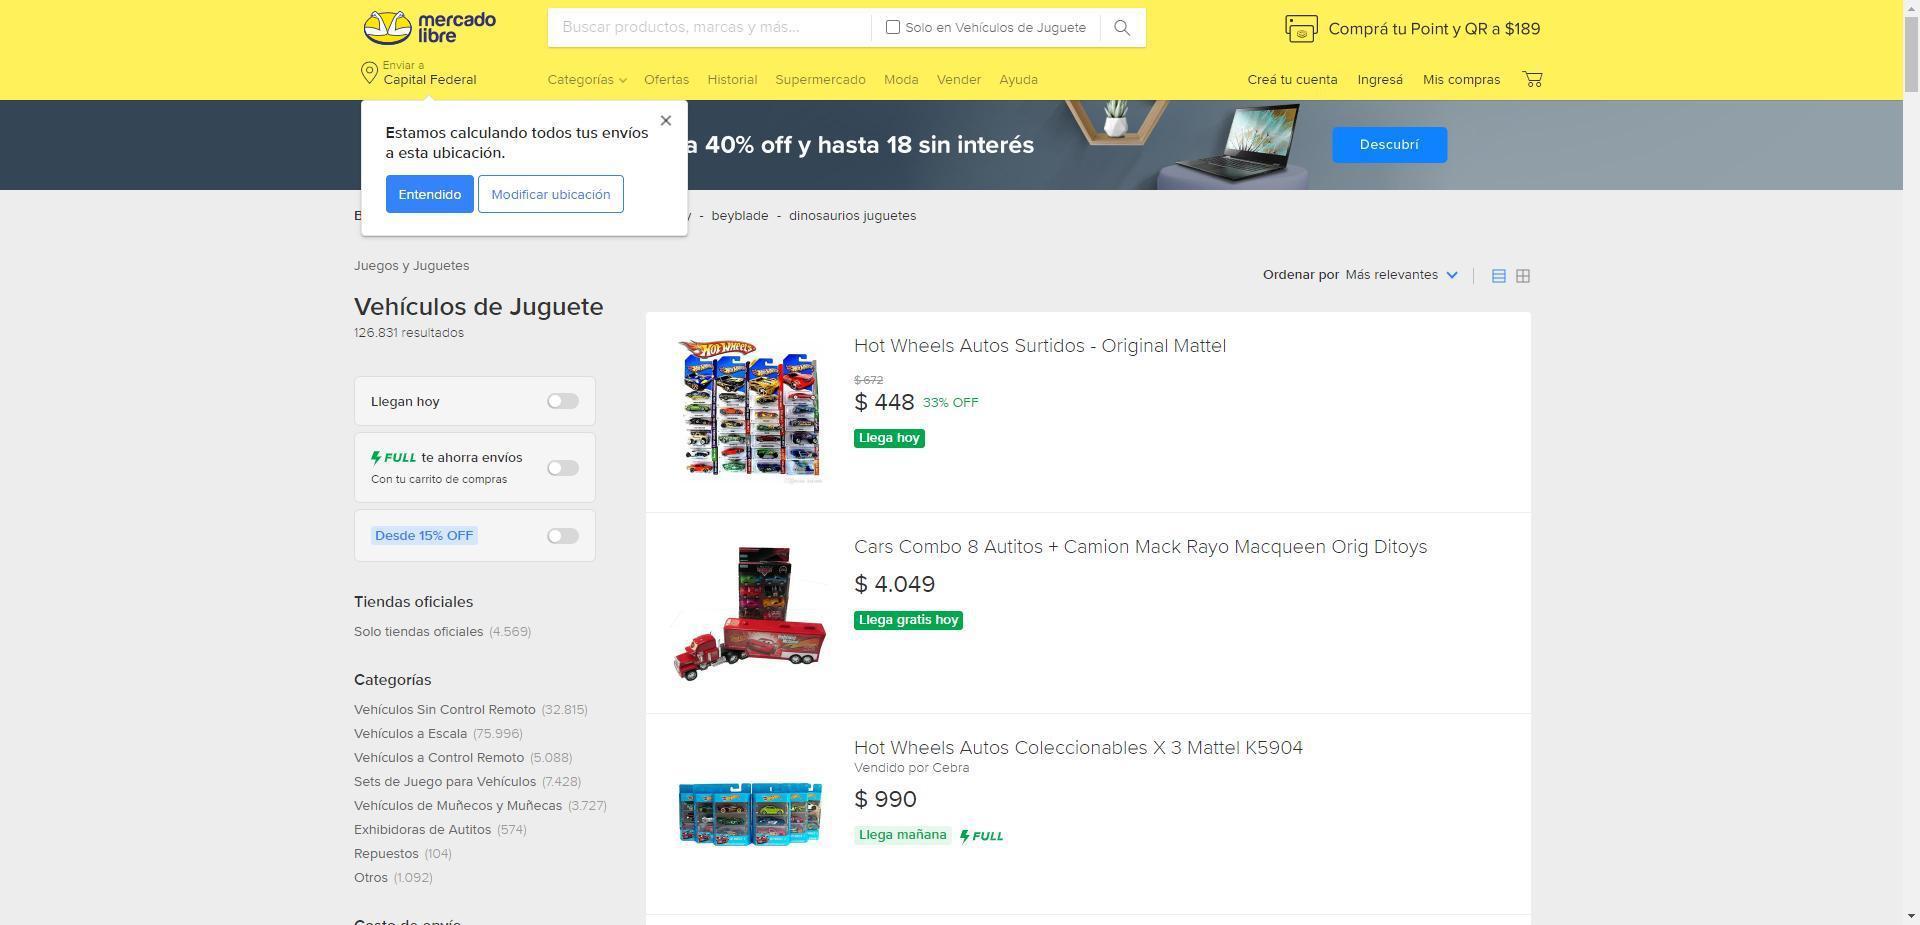 mercado
libre
Buscar productos, marcas y más...
Solo en Vehículos de Juguete
Comprá tu Point y QR a $189
Enviar a
Capital Federal
Categorías
Ofertas
Historial
Supermercado
Moda
Vender
Ayuda
Creá tu cuenta
Ingresá
Mis compras
Estamos calculando todos tus envíos
a esta ubicación.
Entendido
Modificar ubicación
a 40% off y hasta 18 sin interés
Descubrí
- beyblade - dinosaurios juguetes
Juegos y Juguetes
Vehículos de Juguete
126.831 resultados
Ordenar por Más relevantes
Llegan hoy
FULL te ahorra envíos
Con tu carrito de compras
Desde 15% OFF
Tiendas oficiales
Solo tiendas oficiales (4.569)
Categorías
Vehículos Sin Control Remoto (32.815)
Vehículos a Escala (75.996)
Vehículos a Control Remoto (5.088)
Sets de Juego para Vehículos (7.428)
Vehículos de Muñecos y Muñecas (3.727)
Exhibidoras de Autitos (574)
Repuestos (104)
Otros (1.092)
Costo de envío
HOT WHEELS
Hot Wheels Autos Surtidos - Original Mattel
$ 672
$ 448 33% OFF
Llega hoy
Cars Combo 8 Autitos + Camion Mack Rayo Macqueen Orig Ditoys
$ 4.049
Llega gratis hoy
Hot Wheels Autos Coleccionables X 3 Mattel K5904
Vendido por Cebra
$ 990
Llega mañana FULL